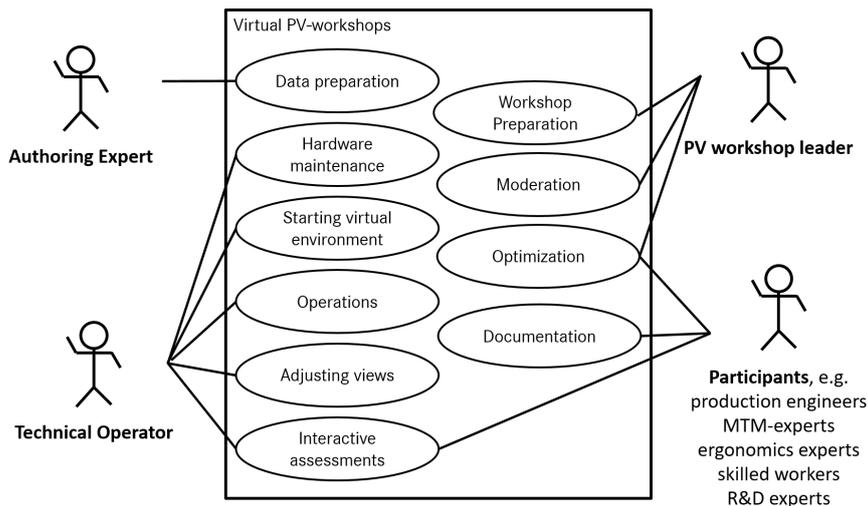 Virtual PV-workshops
Authoring Expert
Data preparation
Hardware
maintenance
Starting virtual
environment
Operations
Adjusting views
Interactive
assessments
Technical Operator
Workshop
Preparation
Moderation
Optimization
Documentation
PV workshop leader
Participants, e.g.
production engineers
MTM-experts
ergonomics experts
skilled workers
R&D experts